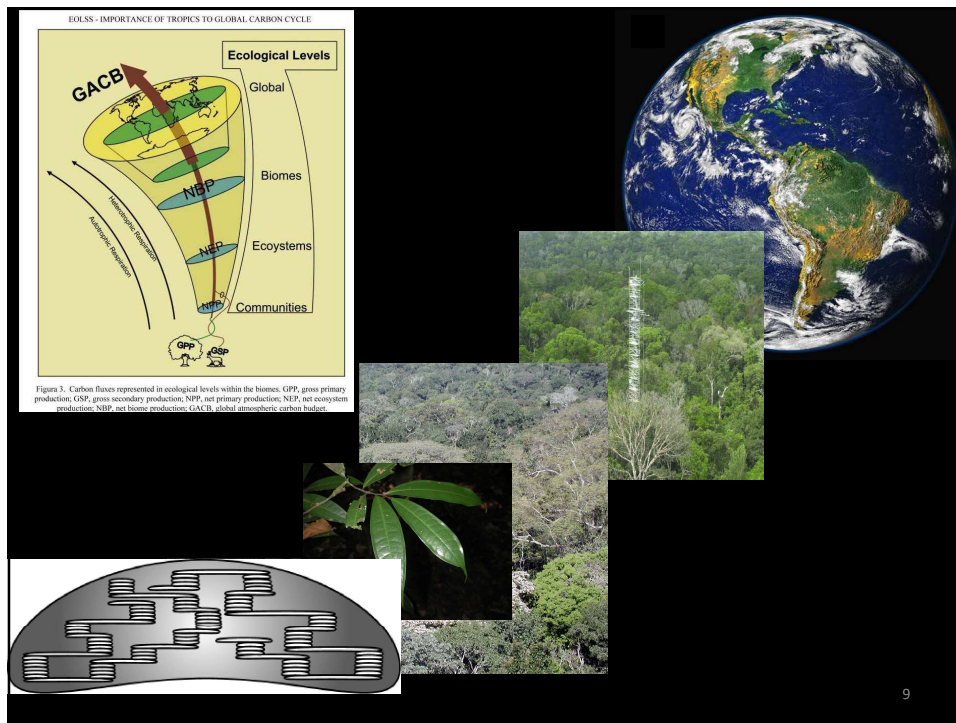 EOLSS - IMPORTANCE OF TROPICS TO GLOBAL CARBON CYCLE
Ecological Levels
GACB
Global
Biomes
NBP
Heterotrophic Respiration
Autotrophic Respiration
Ecoystems
NEP
NPP
Communities
GPP
GSP
Figura 3. Carbon fluxes represented in ecological levels within the biomes. GPP, gross primary
production; GSP, gross secondary production; NPP, net primary production; NEP, net ecosystem
production; NBP, net biome production; GACB, global atmospheric carbon budget.
9